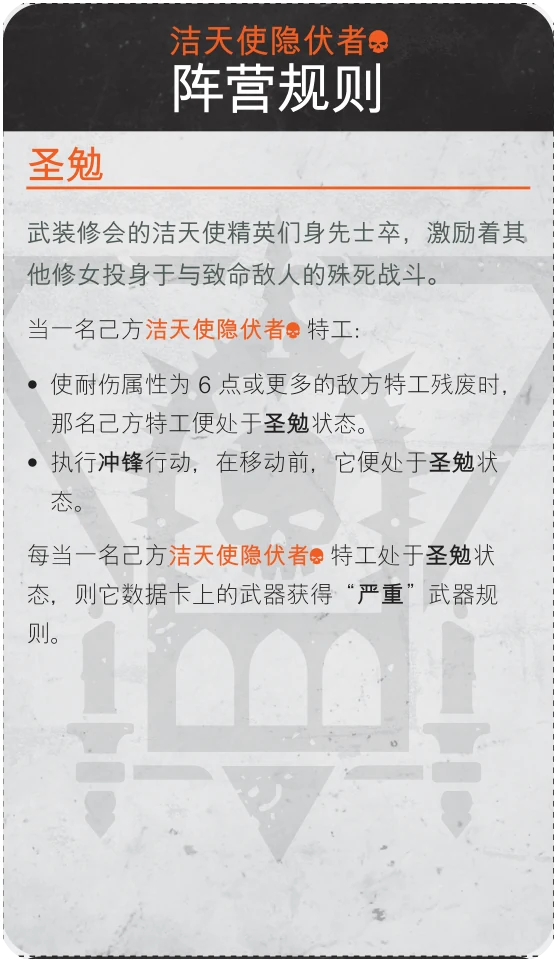 洁天使隐伏者
阵营规则
圣勉
武装修会的洁天使精英们身先士卒，激励着其
他修女投身于与致命敌人的殊死战斗。
当一名己方洁天使隐伏者 特工：
• 使耐伤属性为 6 点或更多的敌方特工残废时，
那名己方特工便处于圣勉状态。
• 执行冲锋行动，在移动前，它便处于圣勉状
态。
每当一名己方洁天使隐伏者 特工处于圣勉状
态，则它数据卡上的武器获得“严重”武器规
则。